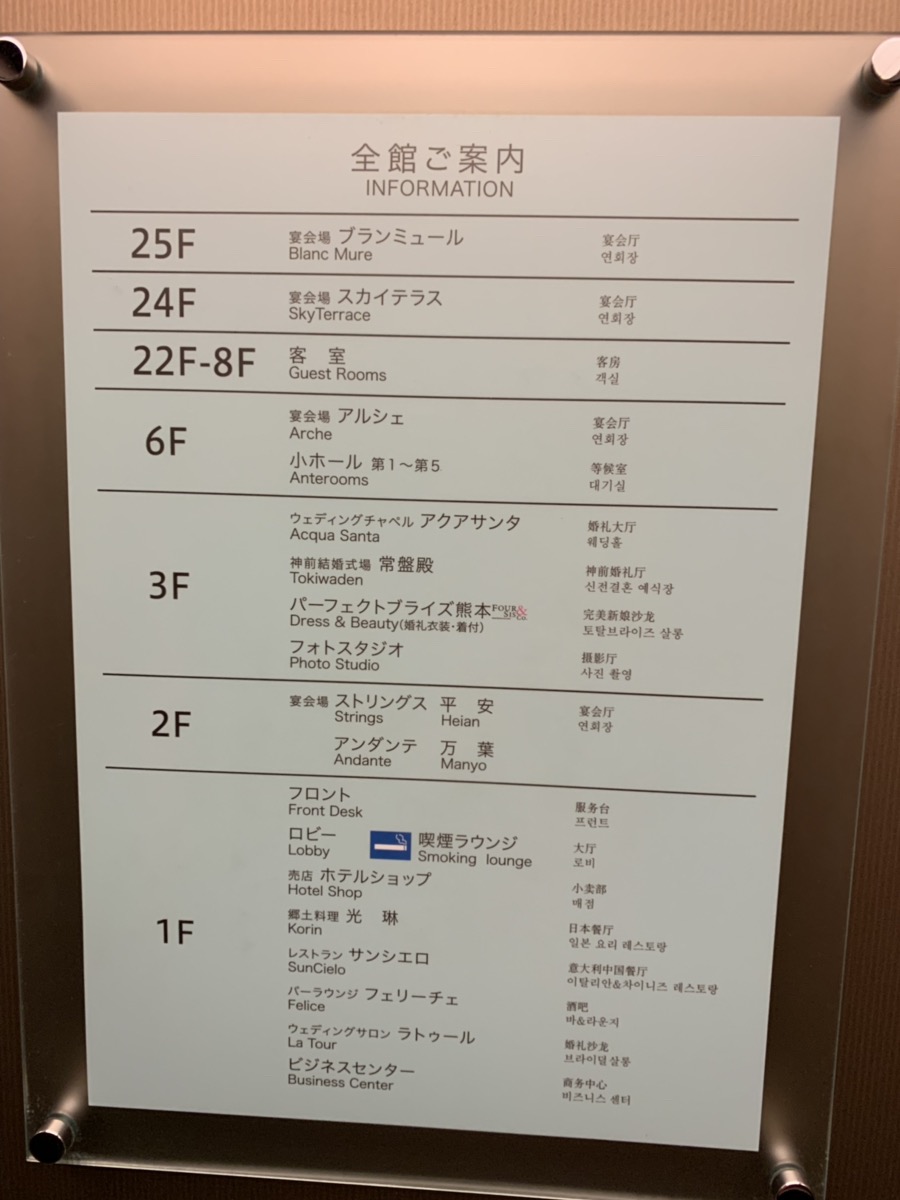 全館ご案内
INFORMATION
25F
宴会場 ブランミュール
Blanc Mure
宴会厅
연회장
24F
宴会場 スカイテラス
SkyTerrace
宴会厅
연회장
22F-8F
客 室
Guest Rooms
客房
객실
6F
宴会場 アルシェ
Arche
宴会厅
연회장
小ホール 第1～第5
Anterooms
等候室
대기실
3F
ウェディングチャペル アクアサンタ
Acqua Santa
婚礼大厅
웨딩홀
神前結婚式場 常盤殿
Tokiwaden
神前婚礼厅
신전결혼 예식장
パーフェクトブライズ熊本 FOUR& SIS CO.
Dress & Beauty(婚礼衣装・着付)
完美新娘沙龙
토탈브라이즈 살롱
フォトスタジオ
Photo Studio
摄影厅
사진 촬영
2F
宴会場 ストリングス 平 安
Strings Heian
宴会厅
연회장
アンダンテ 万 葉
Andante Manyo
1F
フロント
Front Desk
服务台
프런트
ロビー
Lobby
喫煙ラウンジ
Smoking lounge
大厅
로비
売店 ホテルショップ
Hotel Shop
小卖部
매점
郷土料理 光 琳
Korin
日本餐厅
일본 요리 레스토랑
レストラン サンシエロ
SunCielo
意大利中国餐厅
이탈리안&차이니즈 레스토랑
バーラウンジ フェリーチェ
Felice
酒吧
바&라운지
ウェディングサロン ラトゥール
La Tour
婚礼沙龙
브라이덜살롱
ビジネスセンター
Business Center
商务中心
비즈니스 센터